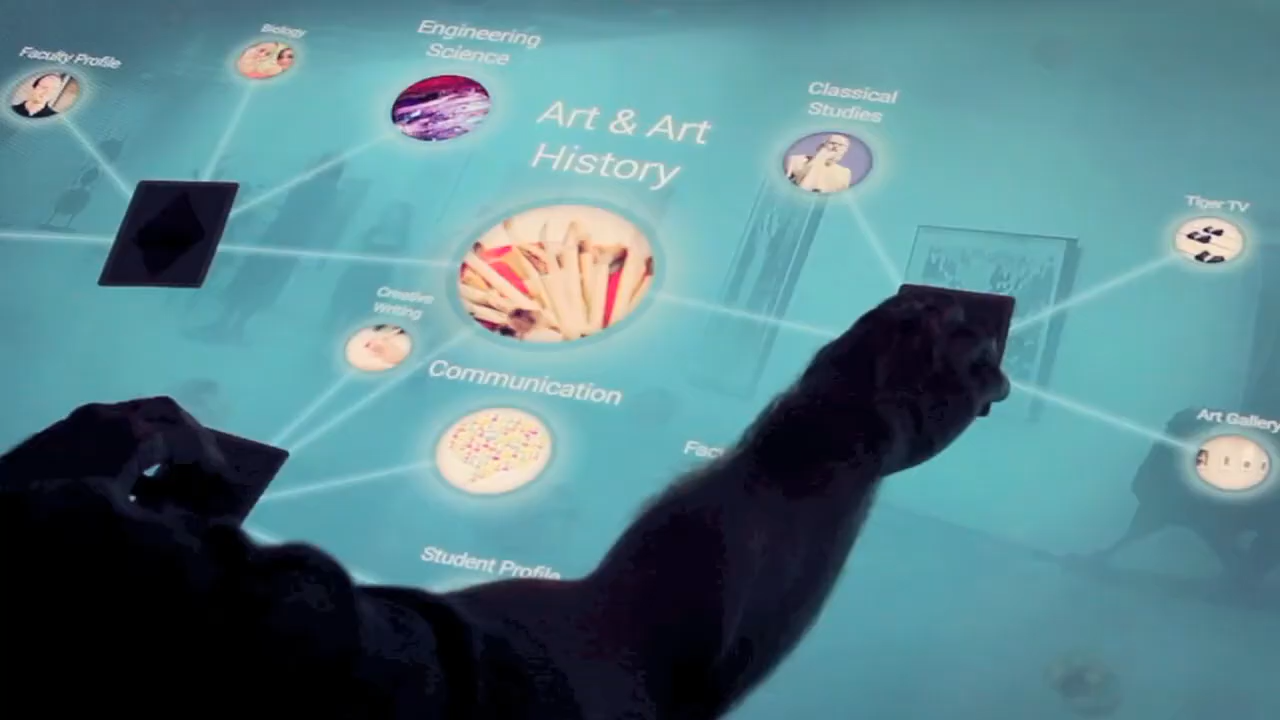 Engineering
Science
Biology
Faculty Profile
Art & Art
History
Classical
Studies
Tiger TV
Creative
Writing
Communication
Art Gallery
Student Profile